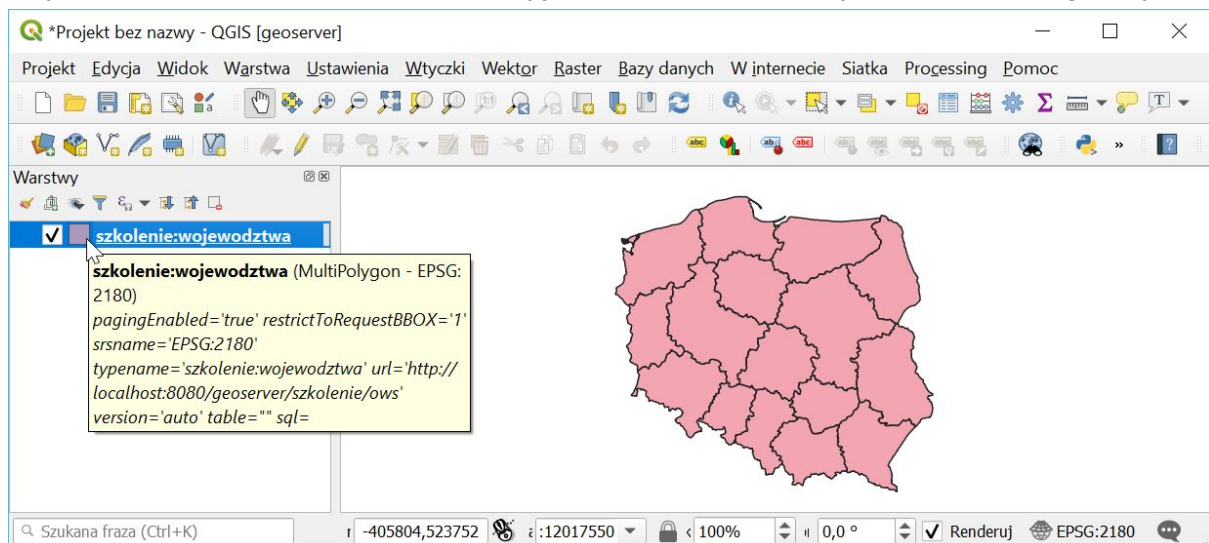 *Projekt bez nazwy - QGIS [geoserver]
Projekt Edycja Widok Warstwa Ustawienia Wtyczki Wektor Raster Bazy danych W internecie Siatka Processing Pomoc
Warstwy
szkolenie:wojewodztwa
szkolenie:wojewodztwa (MultiPolygon - EPSG:
2180)
pagingEnabled='true' restrictToRequestBBOX='1'
srsname='EPSG:2180'
typename='szkolenie:wojewodztwa' url='http://
localhost:8080/geoserver/szkolenie/ows'
version='auto' table="" sql=
Szukana fraza (Ctrl+K) -405804,523752 :12017550 100% 0,0 ° Renderuj EPSG:2180